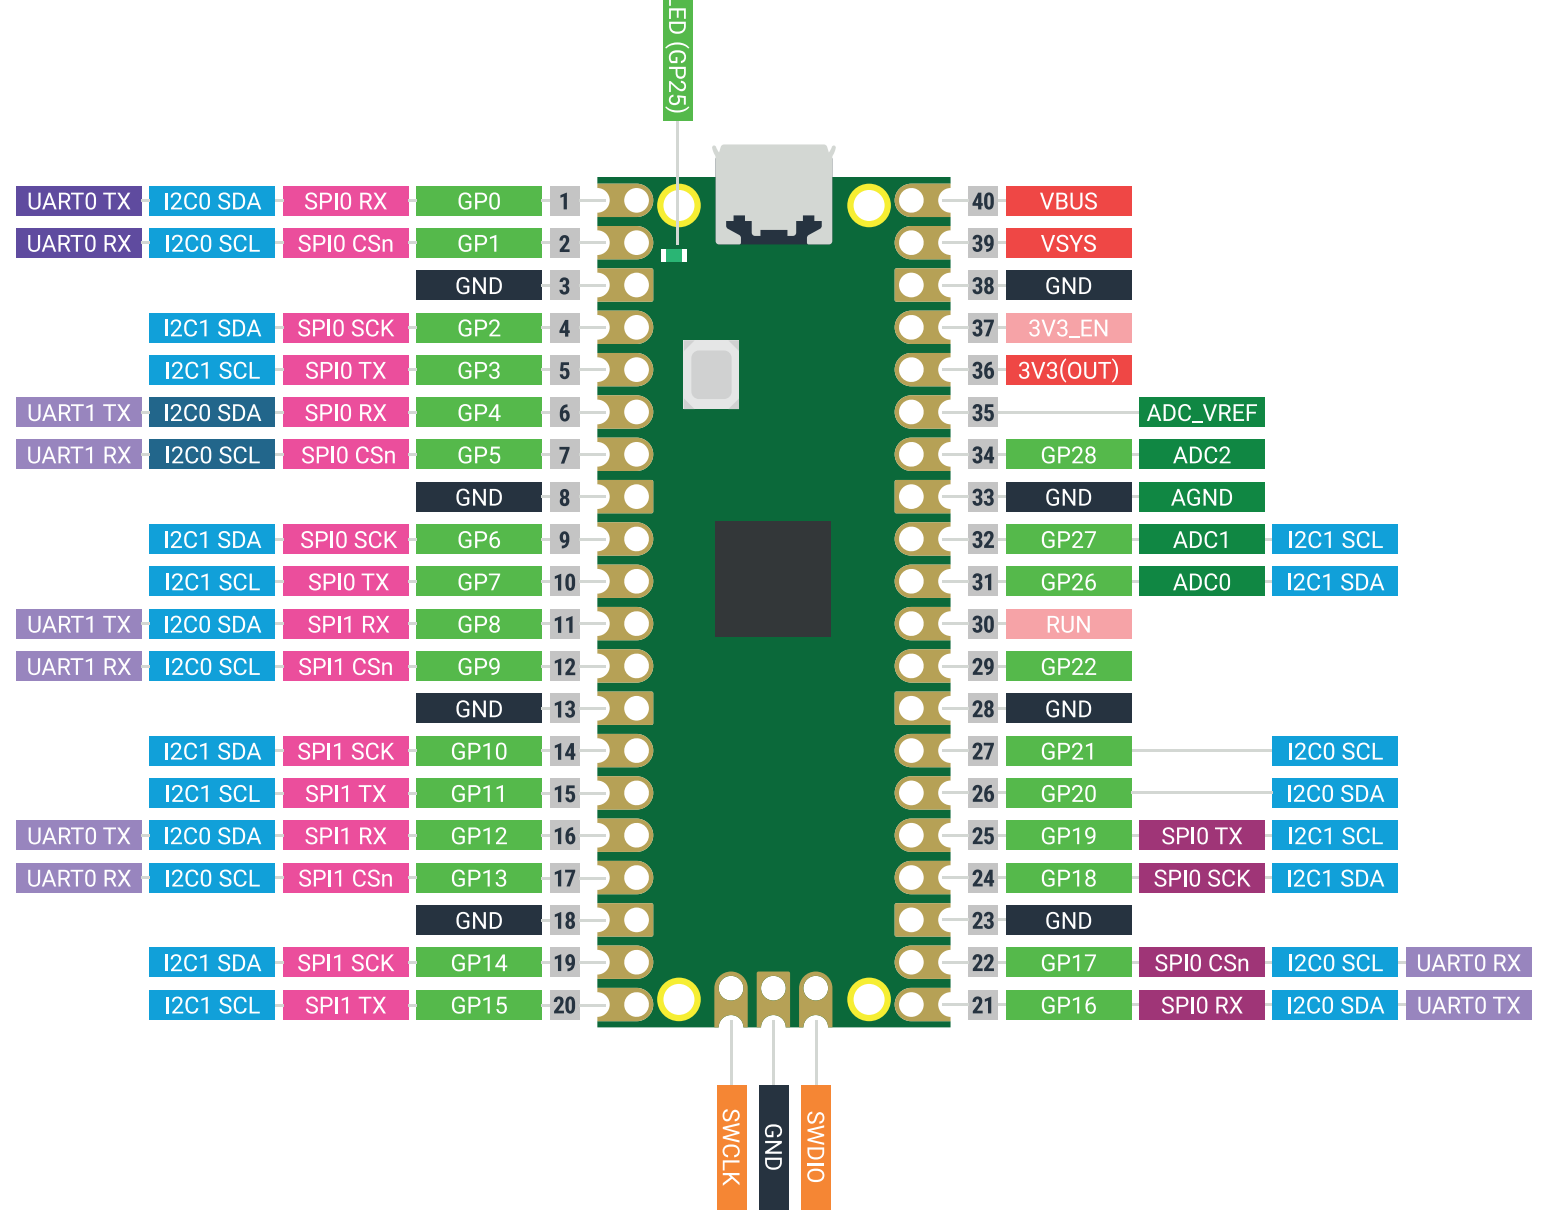 LED (GP25)
UART0 TX I2C0 SDA SPI0 RX GP0 1 40 VBUS
UART0 RX I2C0 SCL SPI0 CSn GP1 2 39 VSYS
GND 3 38 GND
I2C1 SDA SPI0 SCK GP2 4 37 3V3_EN
I2C1 SCL SPI0 TX GP3 5 36 3V3(OUT)
UART1 TX I2C0 SDA SPI0 RX GP4 6 35 ADC_VREF
UART1 RX I2C0 SCL SPI0 CSn GP5 7 34 GP28 ADC2
GND 8 33 GND AGND
I2C1 SDA SPI0 SCK GP6 9 32 GP27 ADC1 I2C1 SCL
I2C1 SCL SPI0 TX GP7 10 31 GP26 ADC0 I2C1 SDA
UART1 TX I2C0 SDA SPI1 RX GP8 11 30 RUN
UART1 RX I2C0 SCL SPI1 CSn GP9 12 29 GP22
GND 13 28 GND
I2C1 SDA SPI1 SCK GP10 14 27 GP21 I2C0 SCL
I2C1 SCL SPI1 TX GP11 15 26 GP20 I2C0 SDA
UART0 TX I2C0 SDA SPI1 RX GP12 16 25 GP19 SPI0 TX I2C1 SCL
UART0 RX I2C0 SCL SPI1 CSn GP13 17 24 GP18 SPI0 SCK I2C1 SDA
GND 18 23 GND
I2C1 SDA SPI1 SCK GP14 19 22 GP17 SPI0 CSn I2C0 SCL UART0 RX
I2C1 SCL SPI1 TX GP15 20 21 GP16 SPI0 RX I2C0 SDA UART0 TX
SWCLK
GND
SWDIO